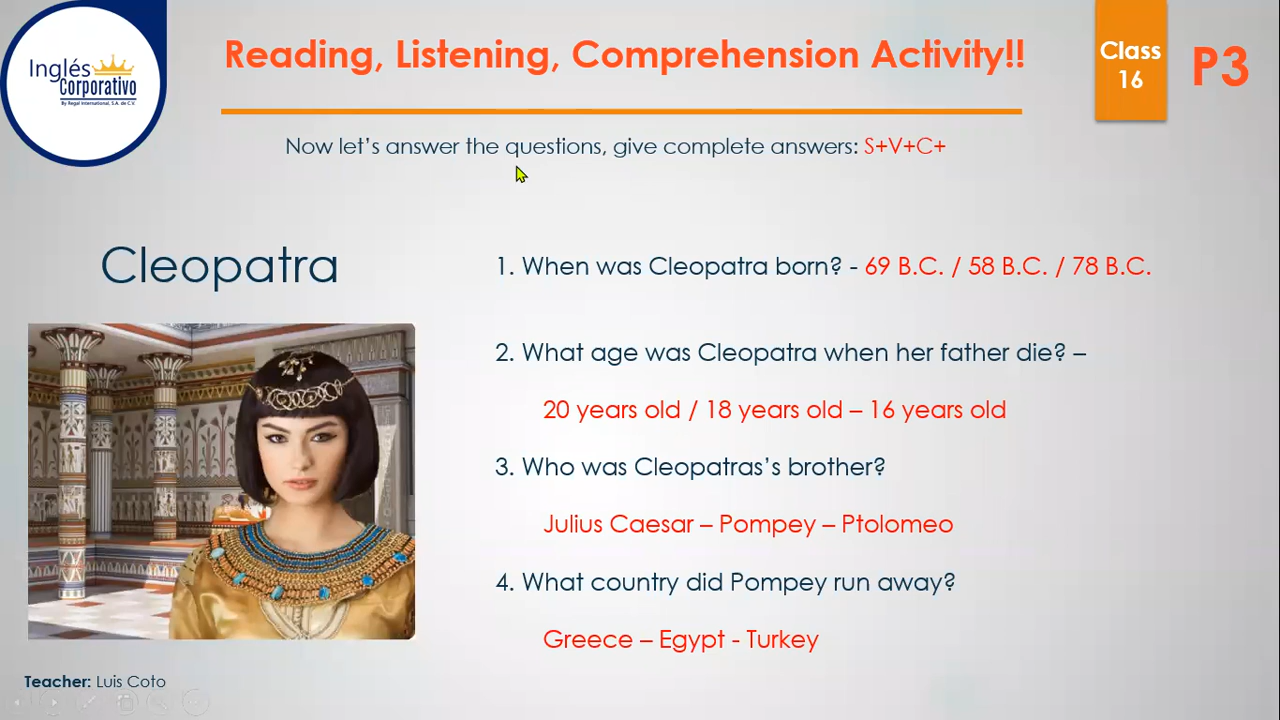 Inglés
Corporativo
By Regal International, S.A. de C.V.
Reading, Listening, Comprehension Activity!!
Class
16
P3
Now let's answer the questions, give complete answers: S+V+C+
Cleopatra
1. When was Cleopatra born? - 69 B.C. / 58 B.C. / 78 B.C.
2. What age was Cleopatra when her father die? –
20 years old / 18 years old – 16 years old
3. Who was Cleopatras's brother?
Julius Caesar – Pompey – Ptolomeo
4. What country did Pompey run away?
Greece – Egypt - Turkey
Teacher: Luis Coto